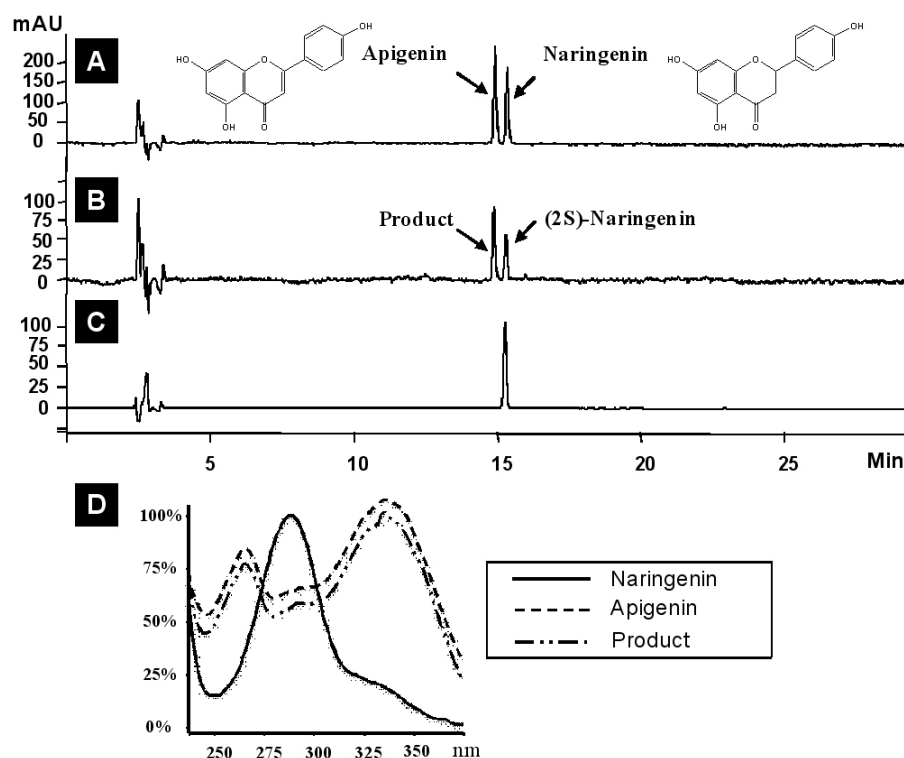 mAU
A
200
150
100
50
0
Apigenin
Naringenin
HO
O
OH
OH
O
HO
O
OH
OH
O
B
100
75
50
25
0
Product
(2S)-Naringenin
C
100
75
50
25
0
5
10
15
20
25
Min
D
100%
75%
50%
25%
0%
250
275
300
325
350
nm
Naringenin
Apigenin
Product